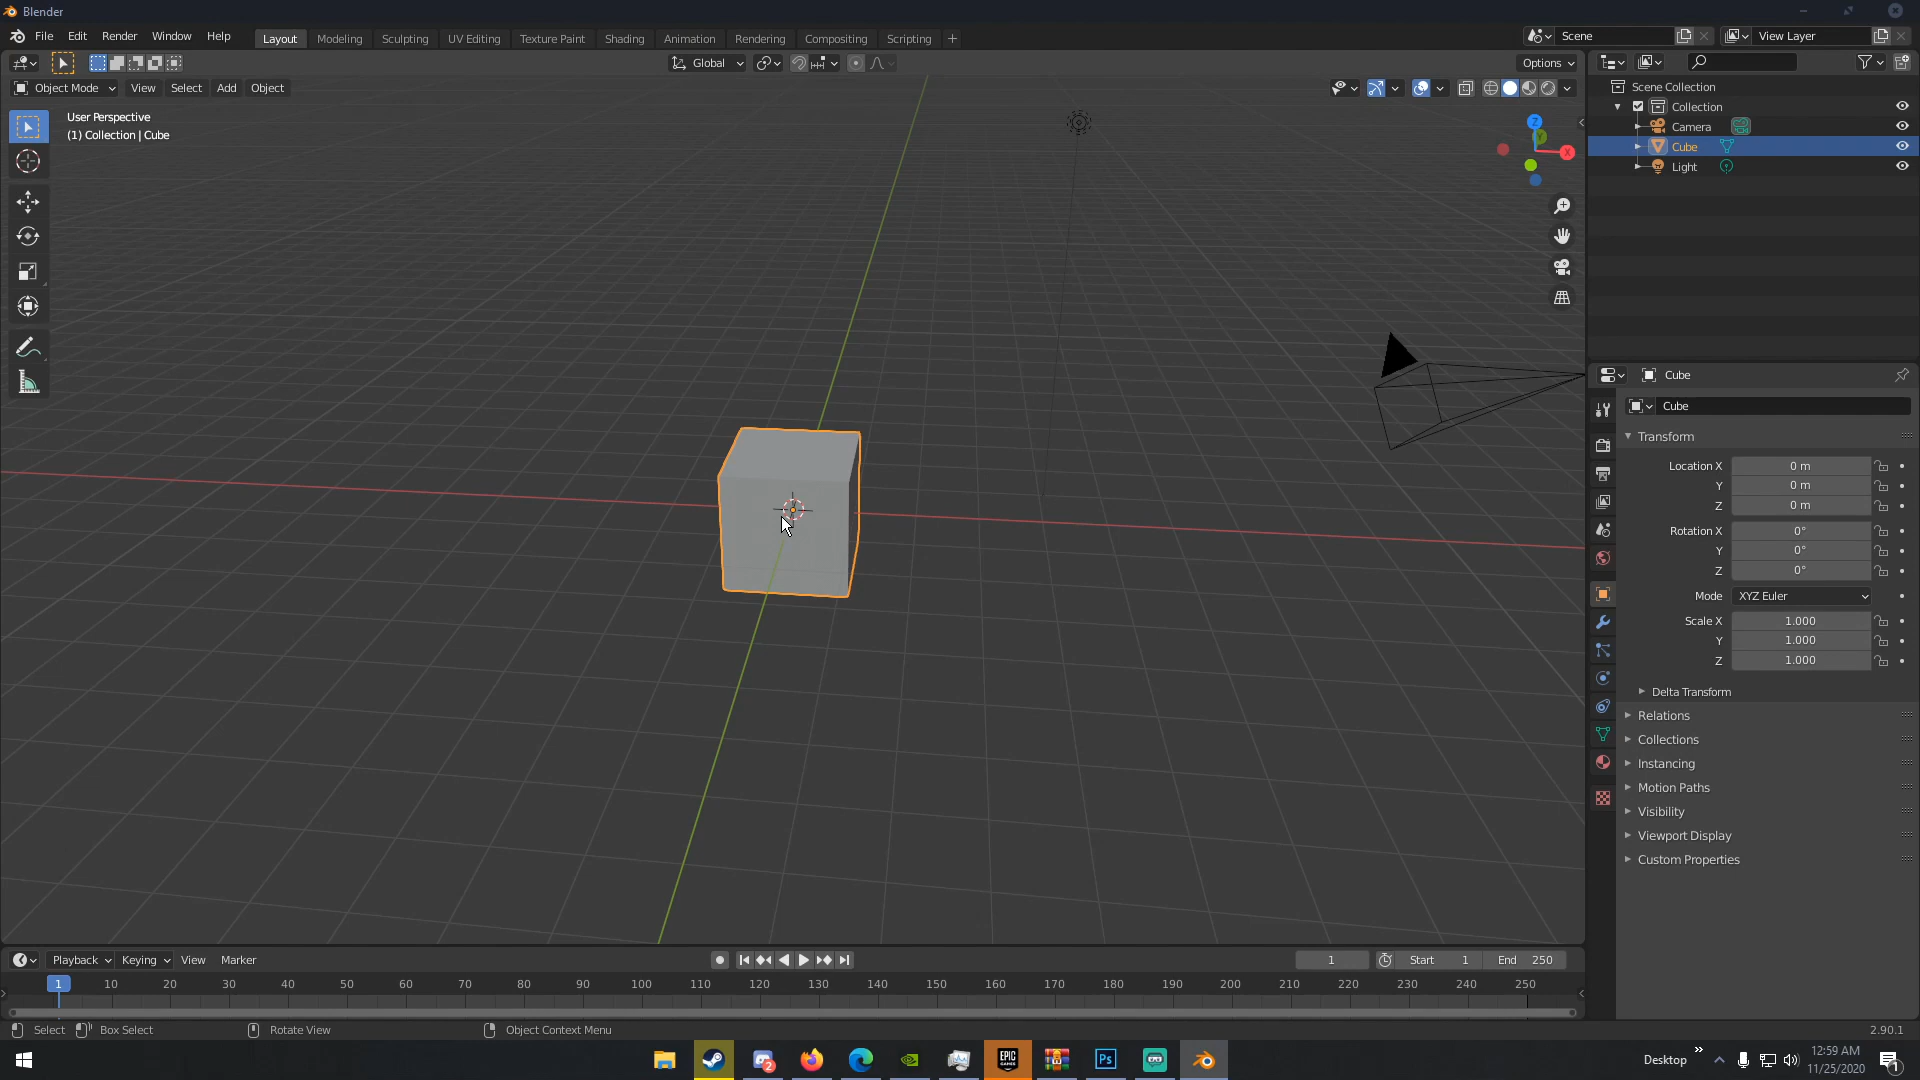 Blender
File Edit Render Window Help
Layout Modeling Sculpting UV Editing Texture Paint Shading Animation Rendering Compositing Scripting +
Scene
View Layer
Global
Options
Object Mode View Select Add Object
User Perspective
(1) Collection | Cube
Z
Y
X
Scene Collection
Collection
Camera
Cube
Light
Cube
Cube
Transform
Location X 0 m
Y 0 m
Z 0 m
Rotation X 0°
Y 0°
Z 0°
Mode XYZ Euler
Scale X 1.000
Y 1.000
Z 1.000
Delta Transform
Relations
Collections
Instancing
Motion Paths
Visibility
Viewport Display
Custom Properties
Playback Keying View Marker
1
Start 1
End 250
1 10 20 30 40 50 60 70 80 90 100 110 120 130 140 150 160 170 180 190 200 210 220 230 240 250
Select Box Select Rotate View Object Context Menu 2.90.1
2
EPIC
GAMES
Ps
Desktop »
12:59 AM
11/25/2020
1